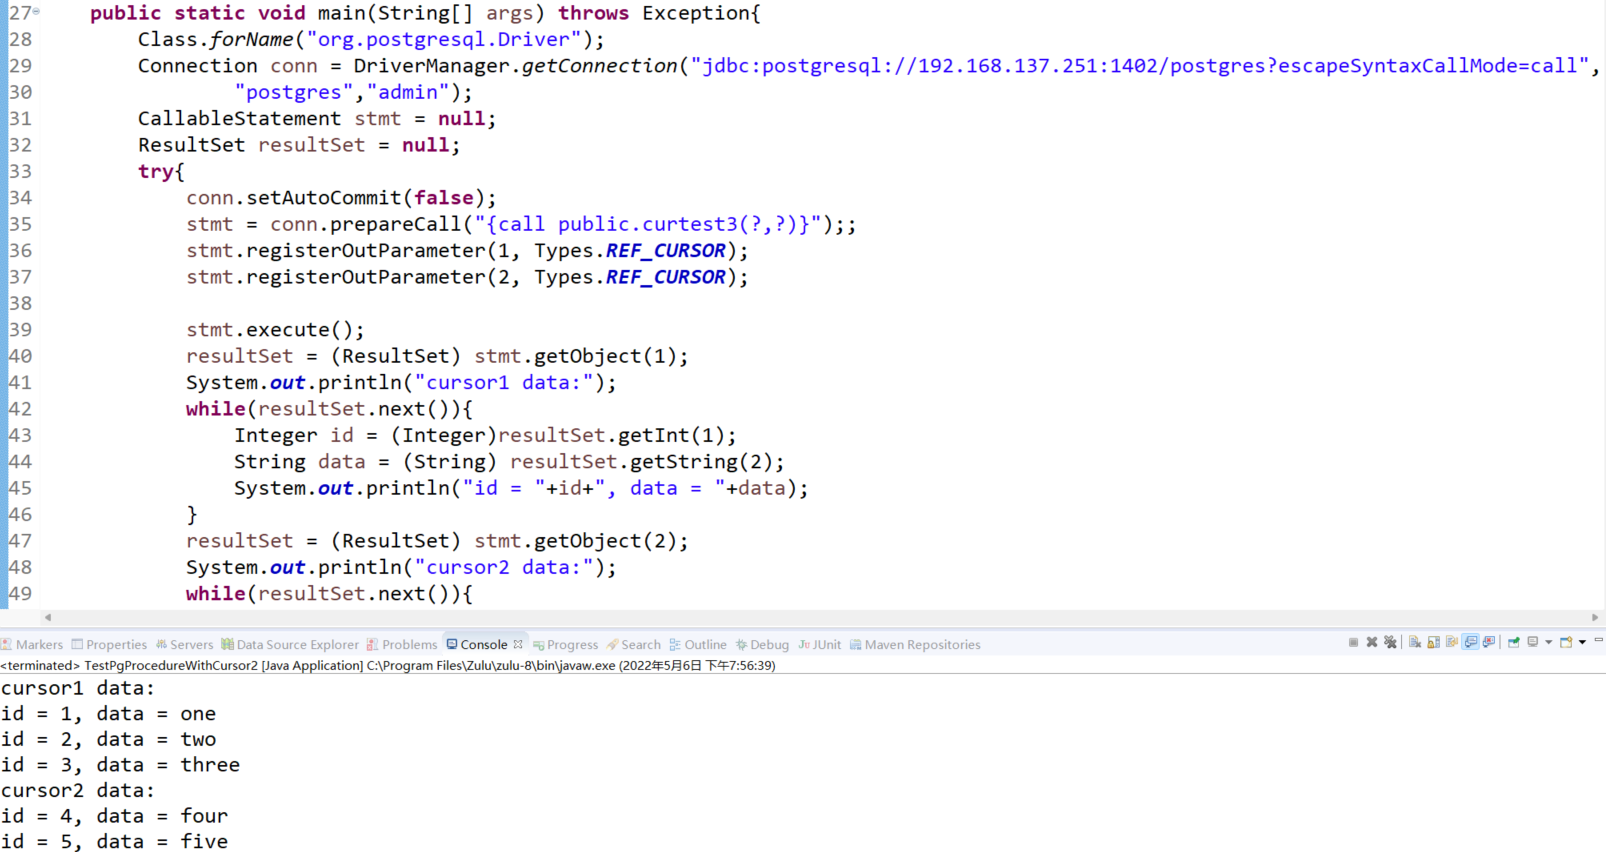 27 public static void main(String[] args) throws Exception{
28 Class.forName("org.postgresql.Driver");
29 Connection conn = DriverManager.getConnection("jdbc:postgresql://192.168.137.251:1402/postgres?escapeSyntaxCallMode=call",
30 "postgres","admin");
31 CallableStatement stmt = null;
32 ResultSet resultSet = null;
33 try{
34 conn.setAutoCommit(false);
35 stmt = conn.prepareCall("{call public.curtest3(?,?)}");;
36 stmt.registerOutParameter(1, Types.REF_CURSOR);
37 stmt.registerOutParameter(2, Types.REF_CURSOR);
38
39 stmt.execute();
40 resultSet = (ResultSet) stmt.getObject(1);
41 System.out.println("cursor1 data:");
42 while(resultSet.next()){
43 Integer id = (Integer)resultSet.getInt(1);
44 String data = (String) resultSet.getString(2);
45 System.out.println("id = "+id+", data = "+data);
46 }
47 resultSet = (ResultSet) stmt.getObject(2);
48 System.out.println("cursor2 data:");
49 while(resultSet.next()){
Markers Properties Servers Data Source Explorer Problems Console Progress Search Outline Debug JUnit Maven Repositories
<terminated> TestPgProcedureWithCursor2 [Java Application] C:\Program Files\Zulu\zulu-8\bin\javaw.exe (2022年5月6日 下午7:56:39)
cursor1 data:
id = 1, data = one
id = 2, data = two
id = 3, data = three
cursor2 data:
id = 4, data = four
id = 5, data = five